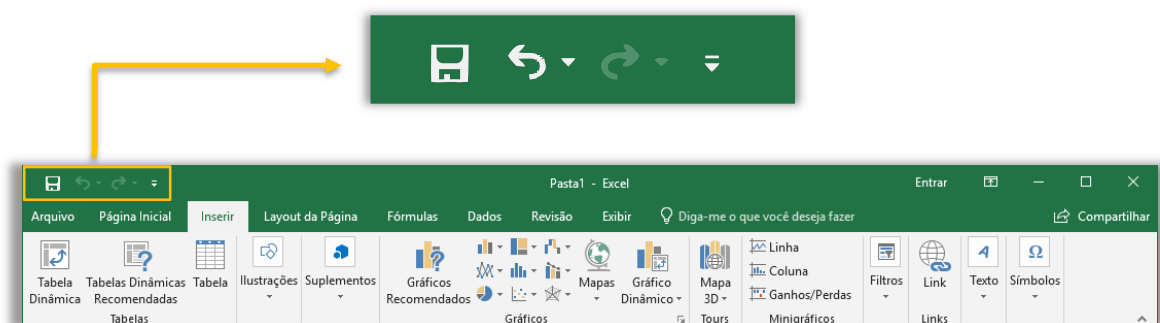 Pasta1 - Excel
Entrar
Arquivo Página Inicial Inserir Layout da Página Fórmulas Dados Revisão Exibir Diga-me o que você deseja fazer Compartilhar
Tabela Dinâmica
Tabelas Dinâmicas Recomendadas
Tabela
Ilustrações
Suplementos
Gráficos Recomendados
Mapas
Gráfico Dinâmico
Mapa 3D
Linha
Coluna
Ganhos/Perdas
Filtros
Link
Texto
Símbolos
Tabelas
Gráficos
Tours
Minigráficos
Links